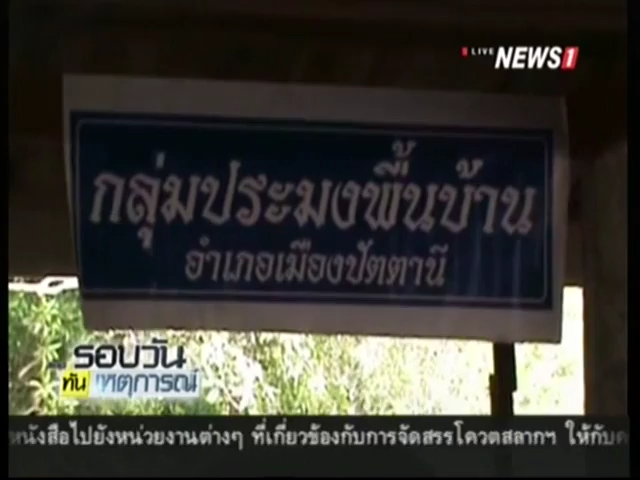 LIVE NEWS1
กลุ่มประมงพื้นบ้าน
อำเภอเมืองปัตตานี
รอบวัน
ทันเหตุการณ์
หนังสือไปยังหน่วยงานต่างๆ ที่เกี่ยวข้องกับการจัดสรรโควตสลากฯ ให้กับ